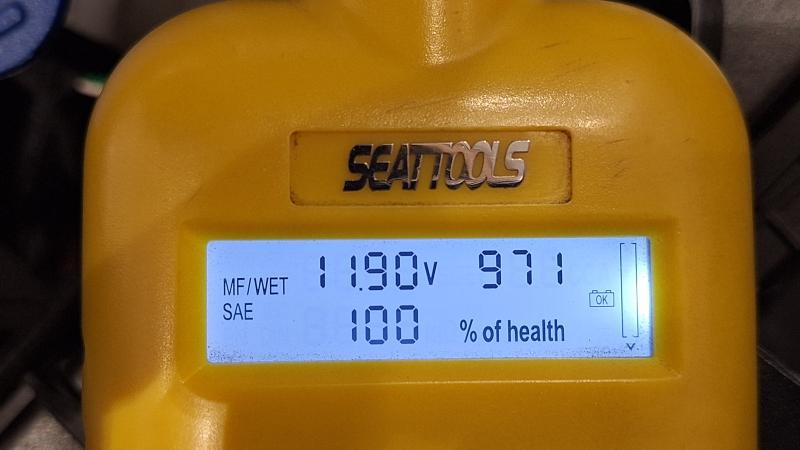 SEATTOOLS
MF/WET 11.90V 971
SAE 100 % of health
OK